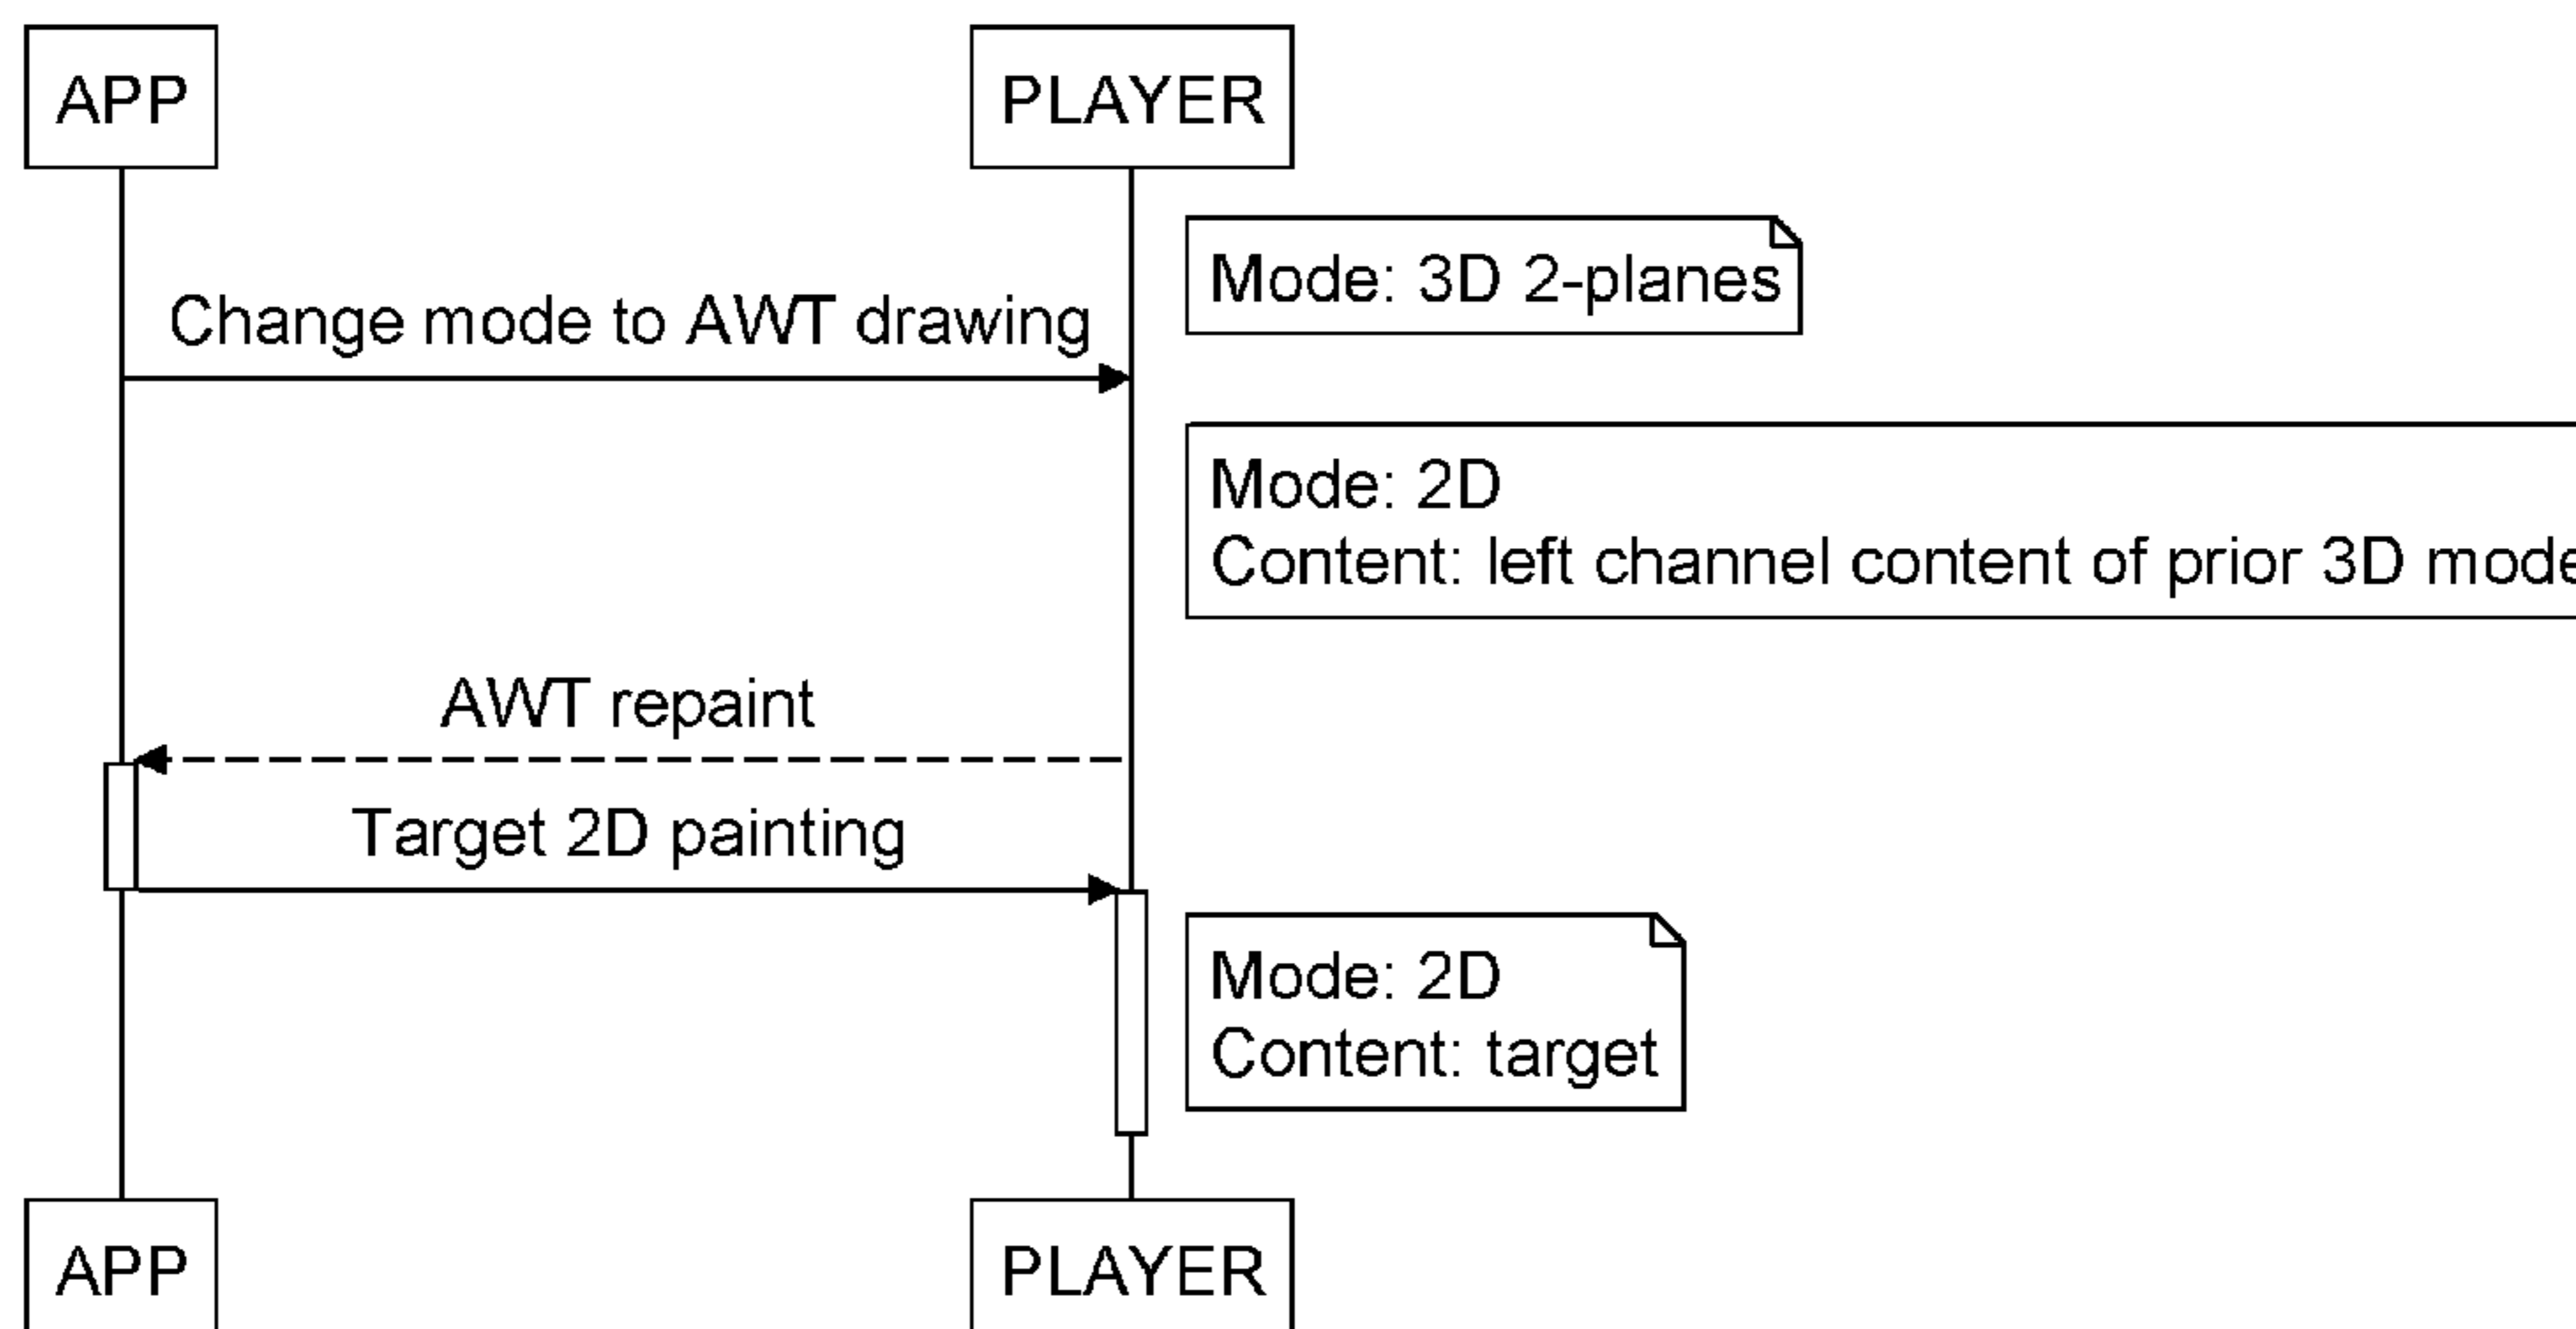 APP
PLAYER
Mode: 3D 2-planes
Change mode to AWT drawing
Mode: 2D
Content: left channel content of prior 3D mode
AWT repaint
Target 2D painting
Mode: 2D
Content: target
APP
PLAYER